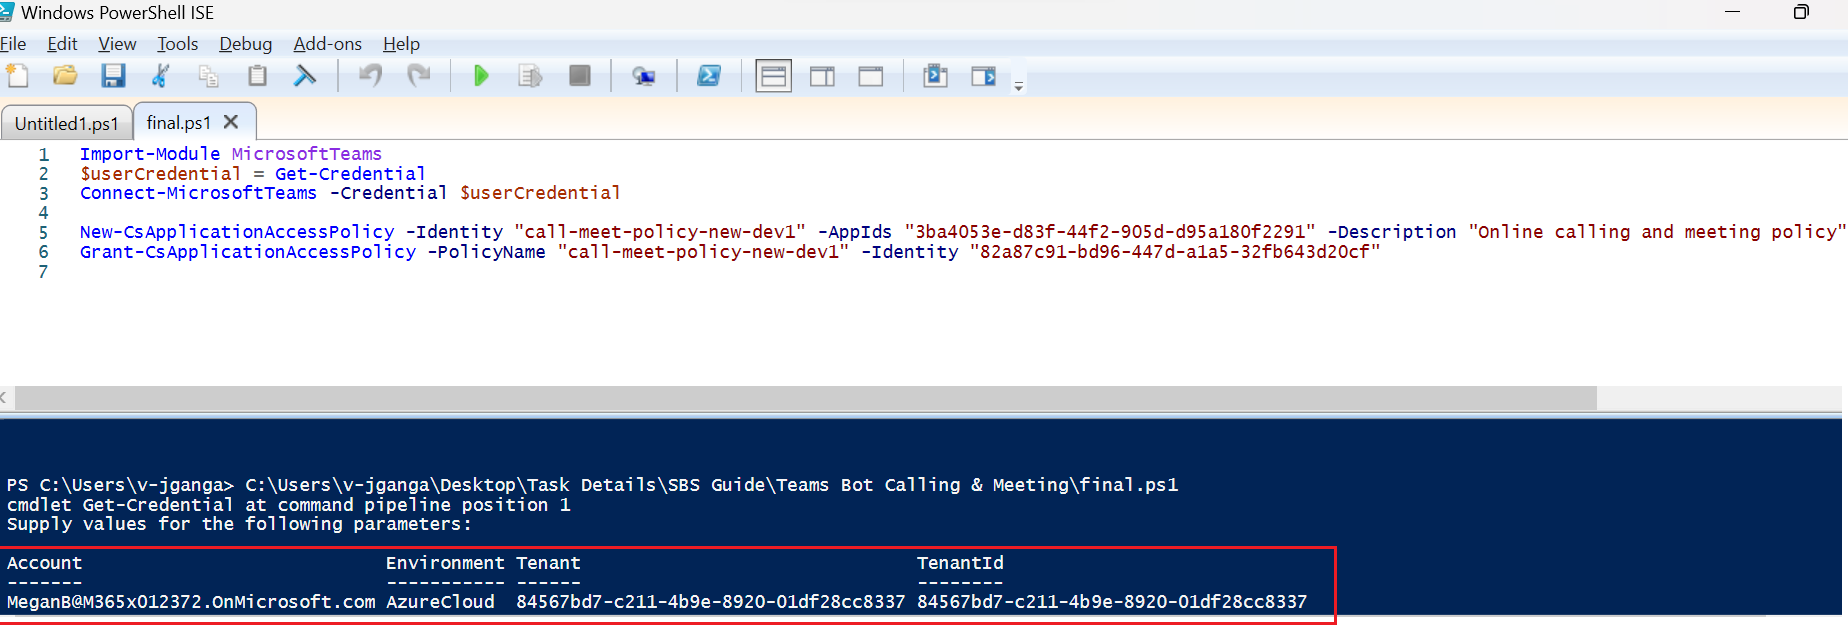 Windows PowerShell ISE
File Edit View Tools Debug Add-ons Help
Untitled1.ps1 final.ps1
1 Import-Module MicrosoftTeams
2 $userCredential = Get-Credential
3 Connect-MicrosoftTeams -Credential $userCredential
4
5 New-CsApplicationAccessPolicy -Identity "call-meet-policy-new-dev1" -AppIds "3ba4053e-d83f-44f2-905d-d95a180f2291" -Description "Online calling and meeting policy"
6 Grant-CsApplicationAccessPolicy -PolicyName "call-meet-policy-new-dev1" -Identity "82a87c91-bd96-447d-a1a5-32fb643d20cf"
7
PS C:\Users\v-jganga> C:\Users\v-jganga\Desktop\Task Details\SBS Guide\Teams Bot Calling & Meeting\final.ps1
cmdlet Get-Credential at command pipeline position 1
Supply values for the following parameters:
Account Environment Tenant TenantId
------- ----------- ------ --------
MeganB@M365x012372.OnMicrosoft.com AzureCloud 84567bd7-c211-4b9e-8920-01df28cc8337 84567bd7-c211-4b9e-8920-01df28cc8337